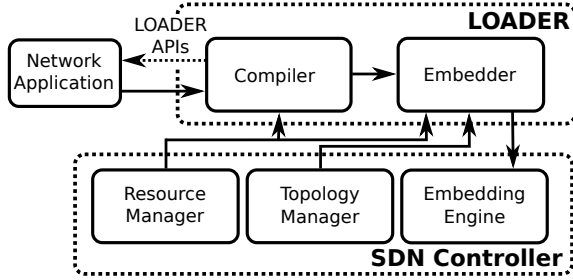 LOADER
APIs
LOADER
Network
Application
Compiler
Embedder
Resource
Manager
Topology
Manager
Embedding
Engine
SDN Controller